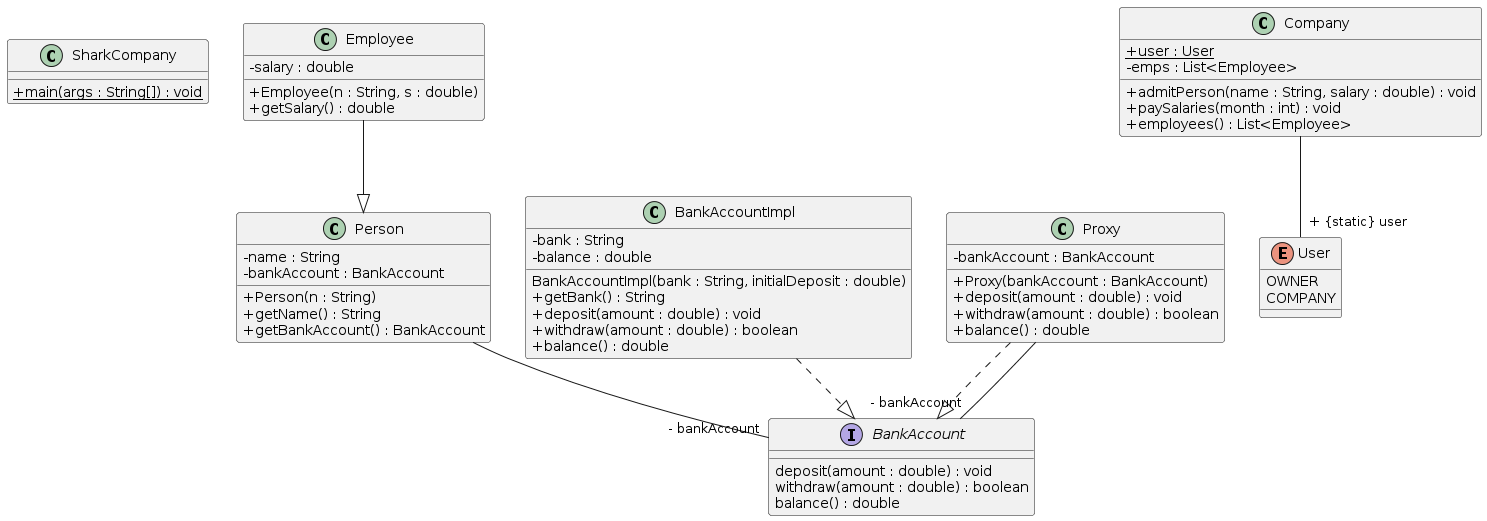 C SharkCompany
+main(args : String[]) : void
C Employee
-salary : double
+Employee(n : String, s : double)
+getSalary() : double
C Company
+user : User
-emps : List<Employee>
+admitPerson(name : String, salary : double) : void
+paySalaries(month : int) : void
+employees() : List<Employee>
C Person
-name : String
-bankAccount : BankAccount
+Person(n : String)
+getName() : String
+getBankAccount() : BankAccount
C BankAccountImpl
-bank : String
-balance : double
BankAccountImpl(bank : String, initialDeposit : double)
+getBank() : String
+deposit(amount : double) : void
+withdraw(amount : double) : boolean
+balance() : double
C Proxy
-bankAccount : BankAccount
+Proxy(bankAccount : BankAccount)
+deposit(amount : double) : void
+withdraw(amount : double) : boolean
+balance() : double
+ {static} user
E User
OWNER
COMPANY
- bankAccount
- bankAccount
I BankAccount
deposit(amount : double) : void
withdraw(amount : double) : boolean
balance() : double